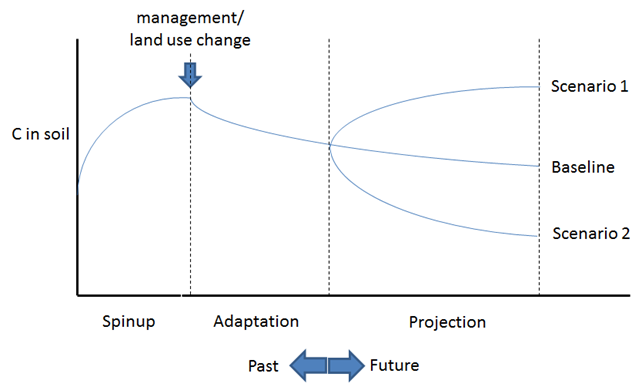 management/
land use change
Scenario 1
C in soil
Baseline
Scenario 2
Spinup Adaptation Projection
Past Future